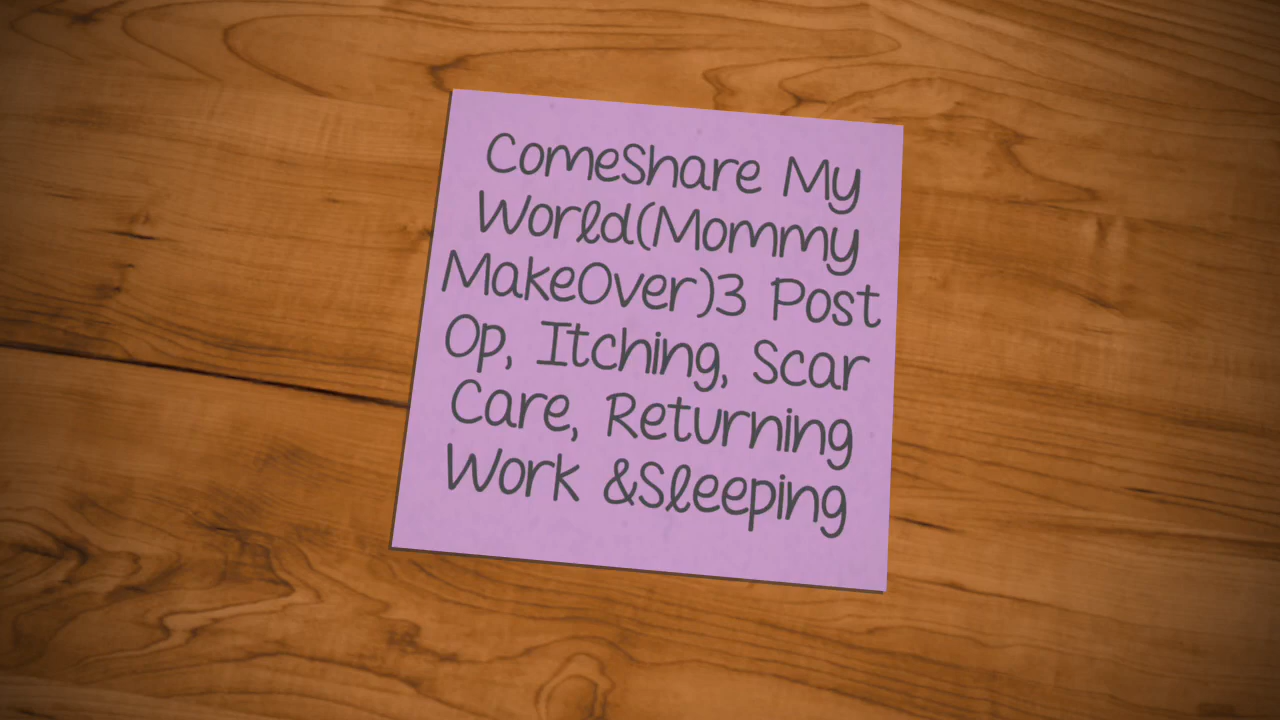 ComeShare My
World(Mommy
MakeOver)3 Post
Op, Itching, Scar
Care, Returning
Work &Sleeping